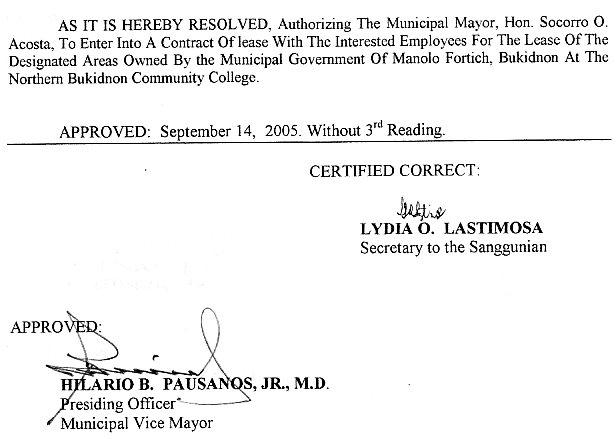 AS IT IS HEREBY RESOLVED, Authorizing The Municipal Mayor, Hon. Socorro O.
Acosta, To Enter Into A Contract Of lease With The Interested Employees For The Lease Of The
Designated Areas Owned By the Municipal Government Of Manolo Fortich, Bukidnon At The
Northern Bukidnon Community College.
APPROVED: September 14, 2005. Without 3rd Reading.
CERTIFIED CORRECT:
LYDIA O. LASTIMOSA
Secretary to the Sanggunian
APPROVED:
HILARIO B. PAUSANOS, JR., M.D.
Presiding Officer
Municipal Vice Mayor